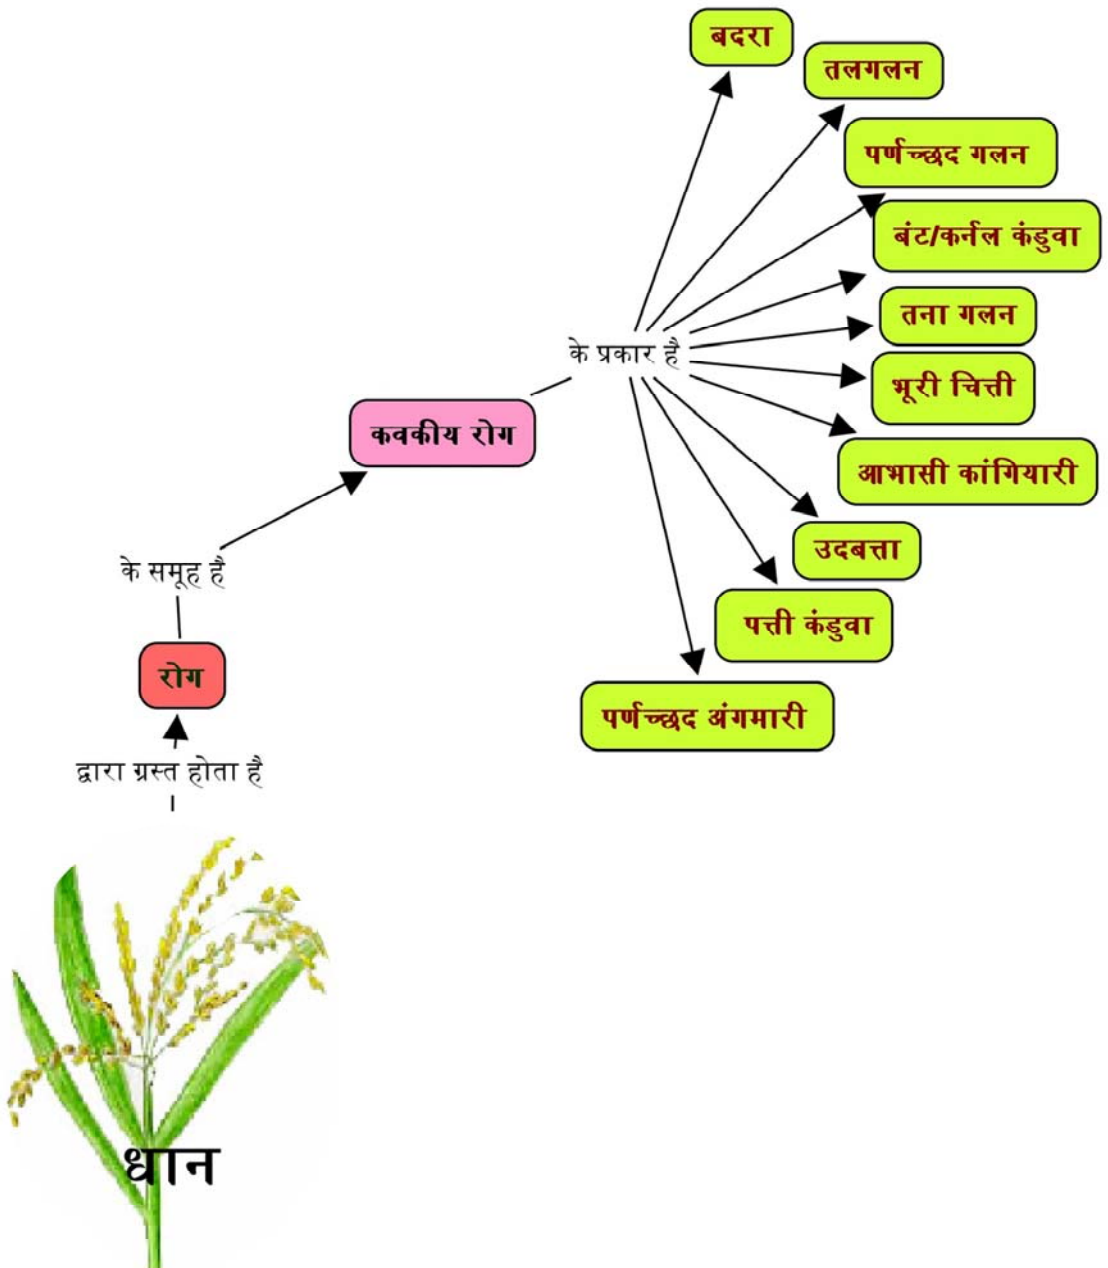 बदरा
तलगलन
पर्णच्छद गलन
बंट/कर्नल कंडुवा
तना गलन
के प्रकार है
भूरी चित्ती
कवकीय रोग
आभासी कांगियारी
उदबत्ता
के समूह है
पत्ती कंडुवा
रोग
पर्णच्छद अंगमारी
द्वारा ग्रस्त होता है
धान